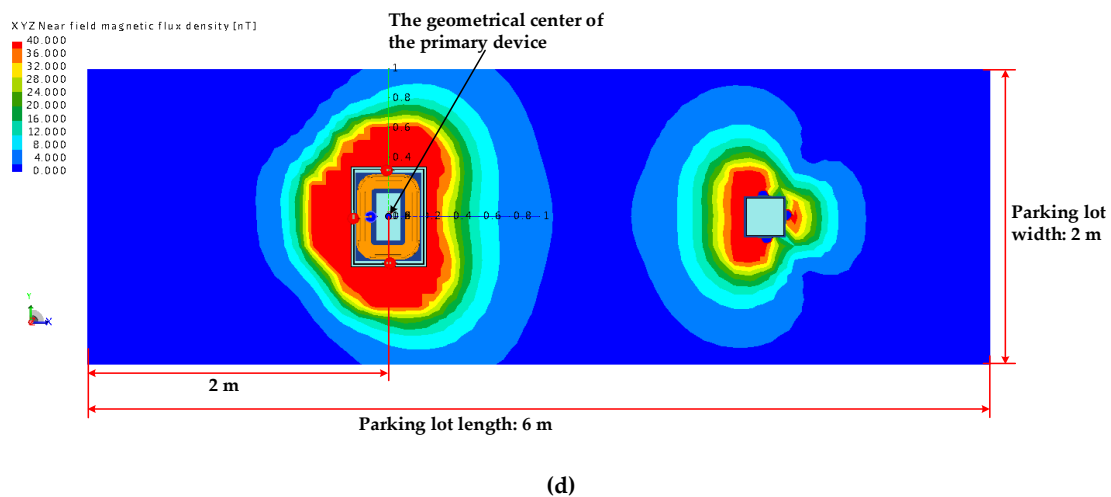 The geometrical center of
the primary device
XYZ Near field magnetic flux density [nT]
40.000
36.000
32.000
28.000
24.000
20.000
16.000
12.000
8.000
4.000
0.000
1
0.8
0.6
0.4
0.4 0.6 0.8 1
Y
X
Parking lot
width: 2 m
2 m
Parking lot length: 6 m
(d)